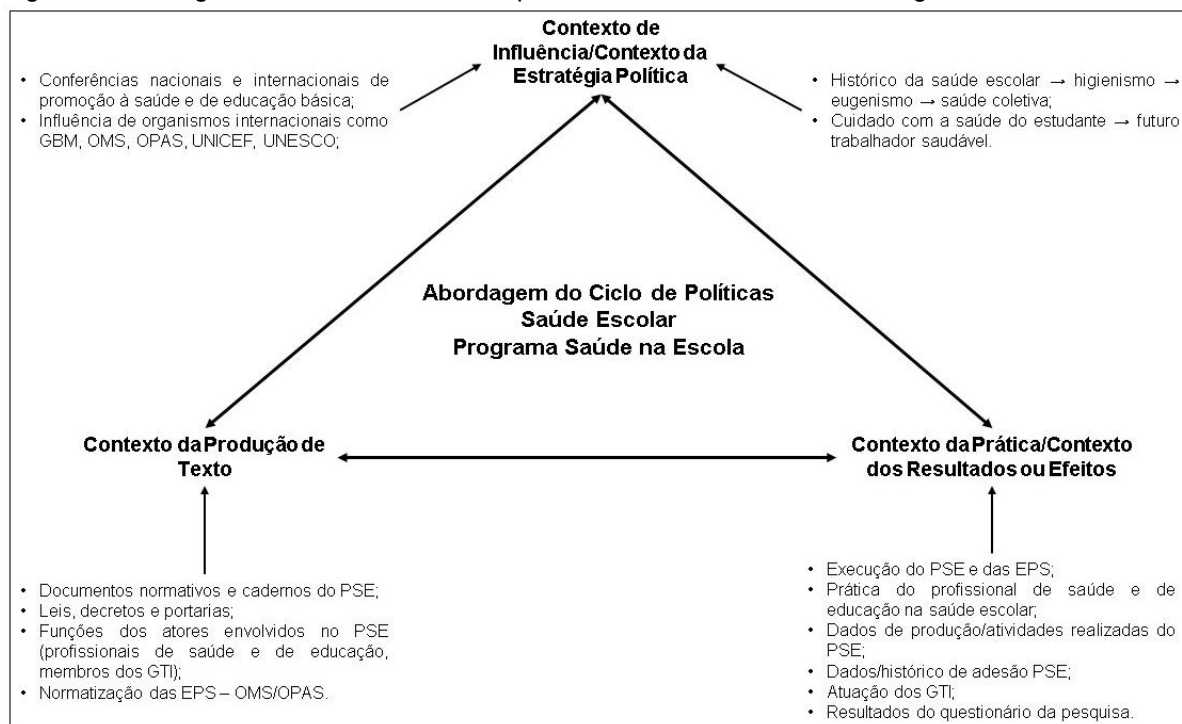 Contexto de
Influência/Contexto da
Estratégia Política
• Conferências nacionais e internacionais de
promoção à saúde e de educação básica;
• Influência de organismos internacionais como
GBM, OMS, OPAS, UNICEF, UNESCO;
• Histórico da saúde escolar → higienismo →
eugenismo → saúde coletiva;
• Cuidado com a saúde do estudante → futuro
trabalhador saudável.
Abordagem do Ciclo de Políticas
Saúde Escolar
Programa Saúde na Escola
Contexto da Produção de
Texto
Contexto da Prática/Contexto
dos Resultados ou Efeitos
• Documentos normativos e cadernos do PSE;
• Leis, decretos e portarias;
• Funções dos atores envolvidos no PSE
(profissionais de saúde e de educação,
membros dos GTI);
• Normatização das EPS – OMS/OPAS.
• Execução do PSE e das EPS;
• Prática do profissional de saúde e de
educação na saúde escolar;
• Dados de produção/atividades realizadas do
PSE;
• Dados/histórico de adesão PSE;
• Atuação dos GTI;
• Resultados do questionário da pesquisa.